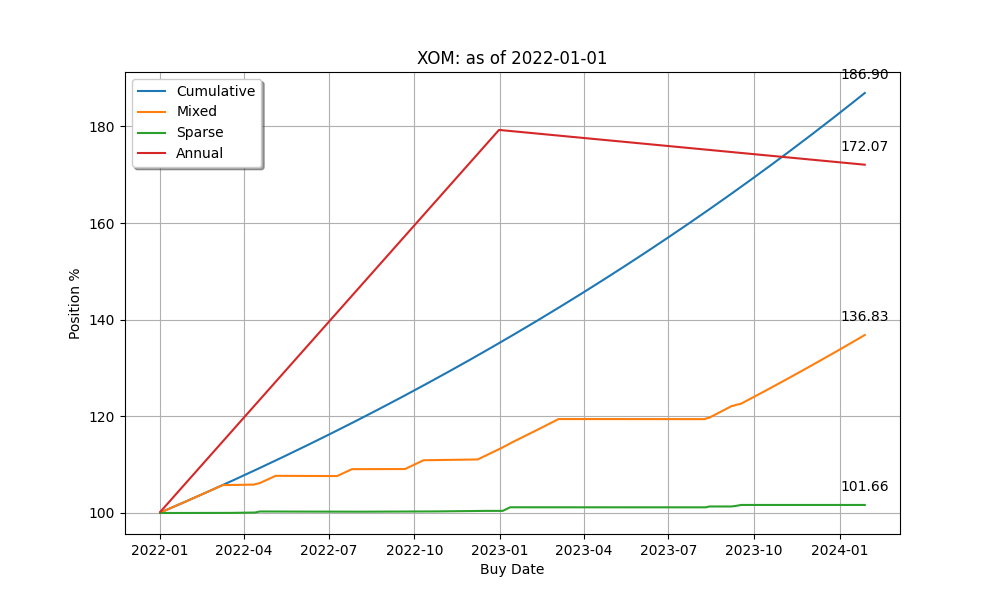 XOM: as of 2022-01-01
186.90
Cumulative
Mixed
Sparse
Annual
180
172.07
160
140
136.83
120
101.66
100
Position %
2022-01 2022-04 2022-07 2022-10 2023-01 2023-04 2023-07 2023-10 2024-01
Buy Date